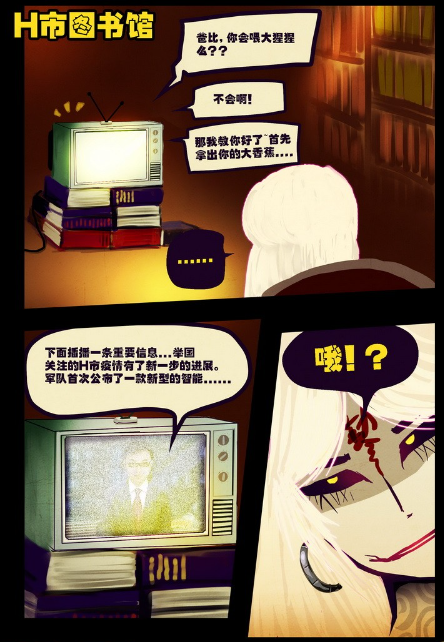 H市图书馆
爸比，你会喂大猩猩
么？？
不会啊！
那我教你好了~首先
拿出你的大香蕉....
......
下面插播一条重要信息...举国
关注的H市疫情有了新一步的进展。
军队首次公布了一款新型的智能......
哦！？